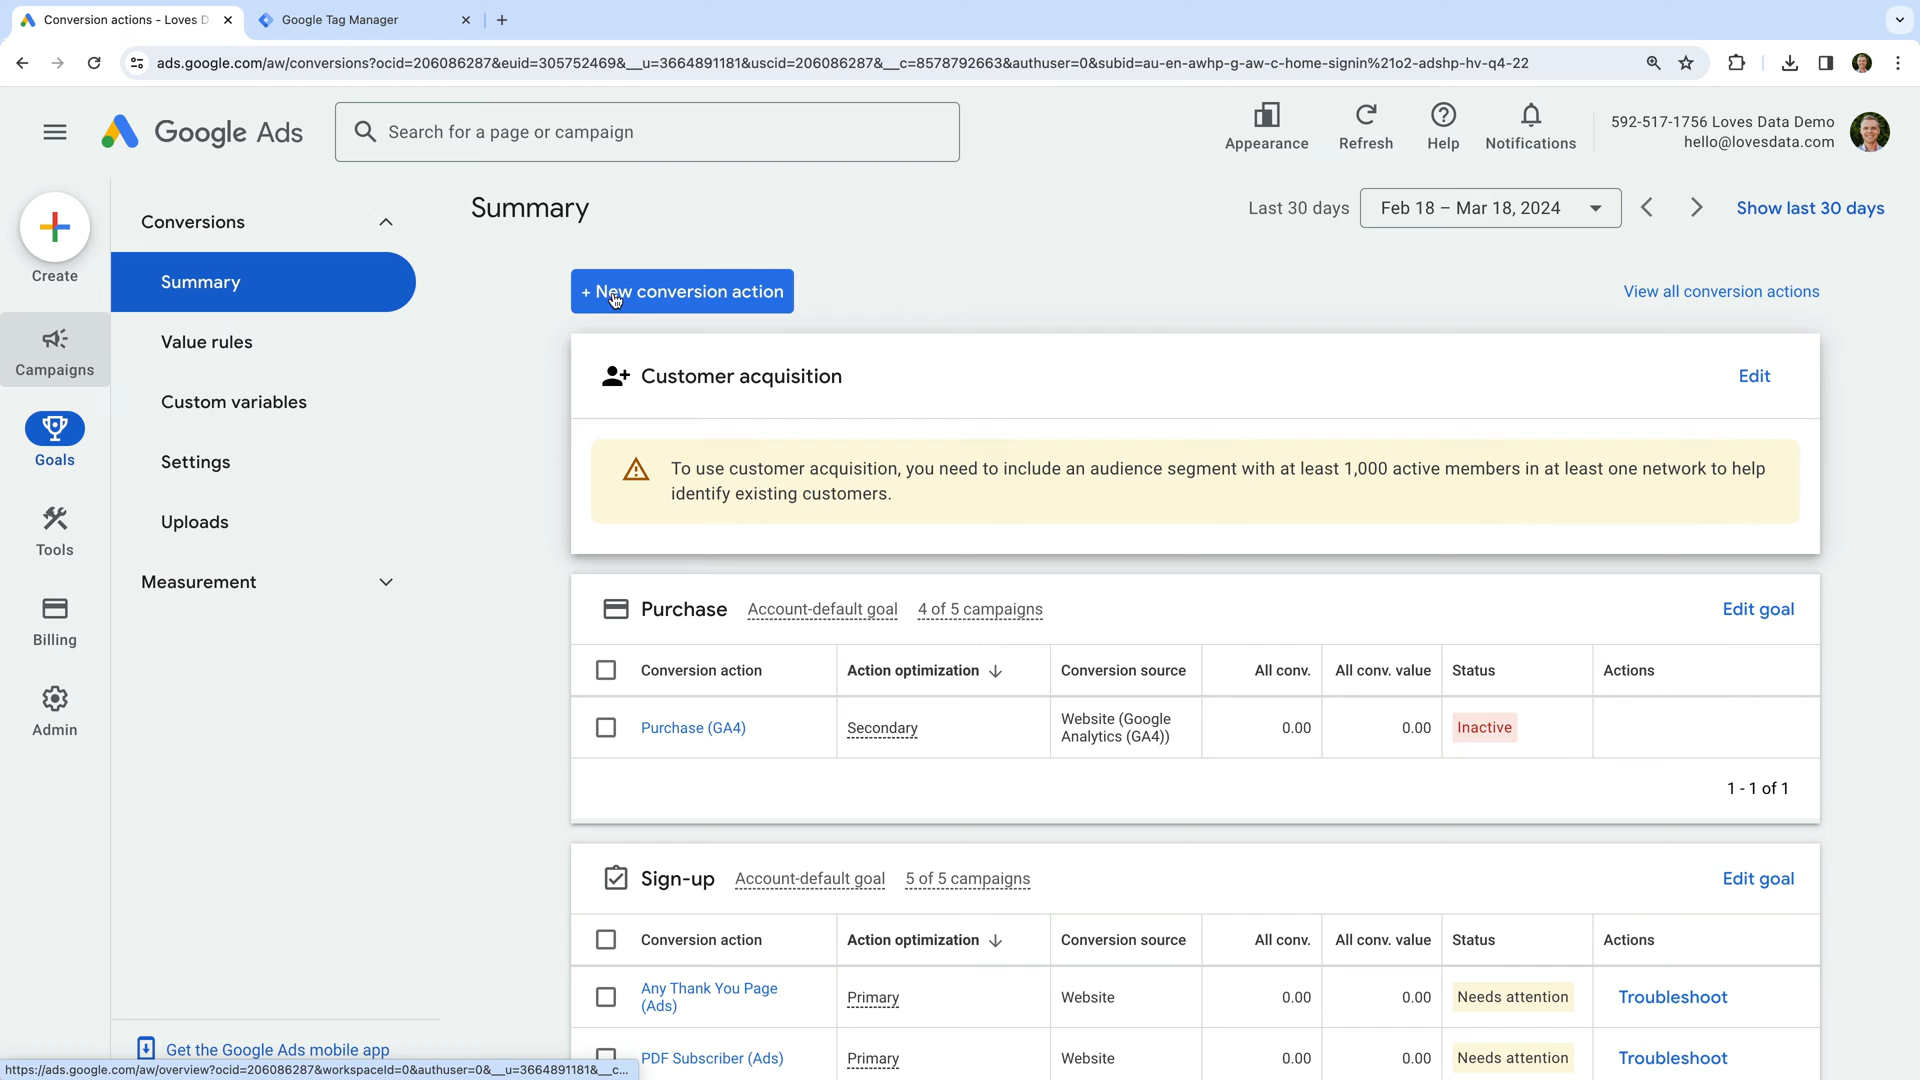 Conversion actions - Loves D
Google Tag Manager
ads.google.com/aw/conversions?ocid=206086287&euid=305752469&__u=3664891181&uscid=206086287&__c=8578792663&authuser=0&subid=au-en-awhp-g-aw-c-home-signin%21o2-adshp-hv-q4-22
Google Ads
Search for a page or campaign
Appearance
Refresh
Help
Notifications
592-517-1756 Loves Data Demo
hello@lovesdata.com
Create
Campaigns
Goals
Tools
Billing
Admin
Conversions
Summary
Value rules
Custom variables
Settings
Uploads
Measurement
Get the Google Ads mobile app
Summary
Last 30 days
Feb 18 – Mar 18, 2024
Show last 30 days
+ New conversion action
View all conversion actions
Customer acquisition
Edit
To use customer acquisition, you need to include an audience segment with at least 1,000 active members in at least one network to help
identify existing customers.
Purchase Account-default goal 4 of 5 campaigns Edit goal
Conversion action Action optimization Conversion source All conv. All conv. value Status Actions
Purchase (GA4) Secondary Website (Google
Analytics (GA4)) 0.00 0.00 Inactive
1 - 1 of 1
Sign-up Account-default goal 5 of 5 campaigns Edit goal
Conversion action Action optimization Conversion source All conv. All conv. value Status Actions
Any Thank You Page
(Ads) Primary Website 0.00 0.00 Needs attention Troubleshoot
PDF Subscriber (Ads) Primary Website 0.00 0.00 Needs attention Troubleshoot
https://ads.google.com/aw/overview?ocid=206086287&workspaceId=0&authuser=0&__u=3664891181&__c...